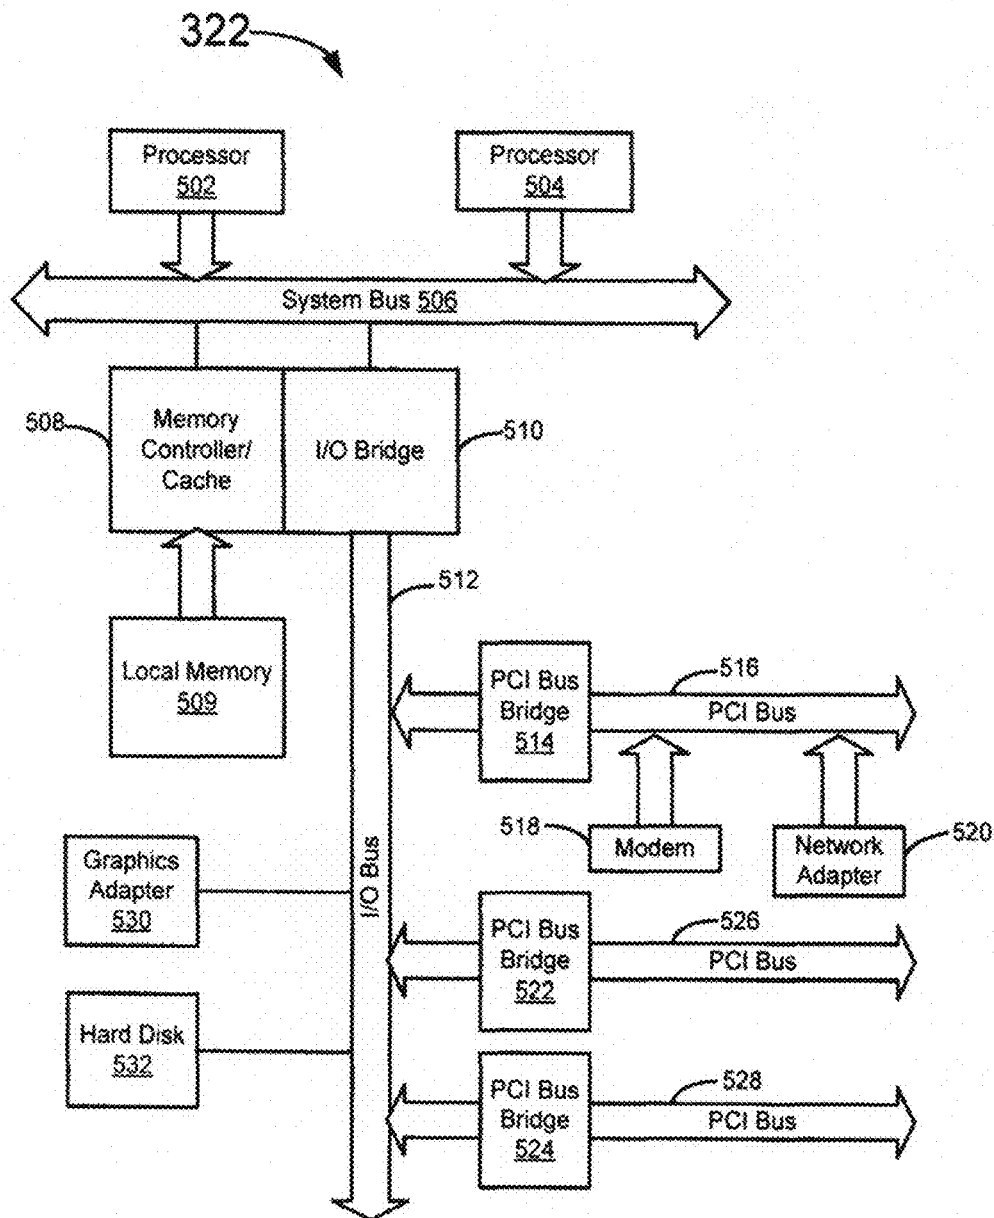 322
Processor
502
Processor
504
System Bus 506
508
Memory
Controller/
Cache
I/O Bridge
510
512
Local Memory
509
PCI Bus
Bridge
514
516
PCI Bus
518
Modem
Network
Adapter
520
Graphics
Adapter
530
I/O Bus
PCI Bus
Bridge
522
526
PCI Bus
Hard Disk
532
PCI Bus
Bridge
524
528
PCI Bus